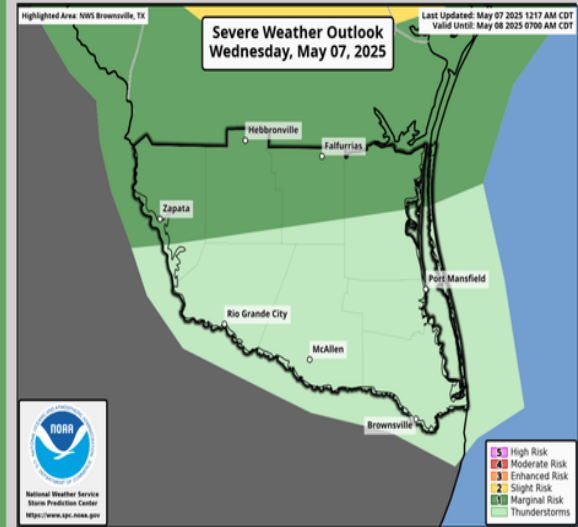 Highlighted Area: NWS Brownsville, TX
Severe Weather Outlook
Wednesday, May 07, 2025
Last Updated: May 07 2025 1217 AM CDT
Valid Until: May 08 2025 0700 AM CDT
Hebbronville
Falfurrias
Zapata
Port Mansfield
Rio Grande City
McAllen
Brownsville
NOAA
National Weather Service
Storm Prediction Center
https://www.spc.noaa.gov
5 High Risk
4 Moderate Risk
3 Enhanced Risk
2 Slight Risk
1 Marginal Risk
Thunderstorms